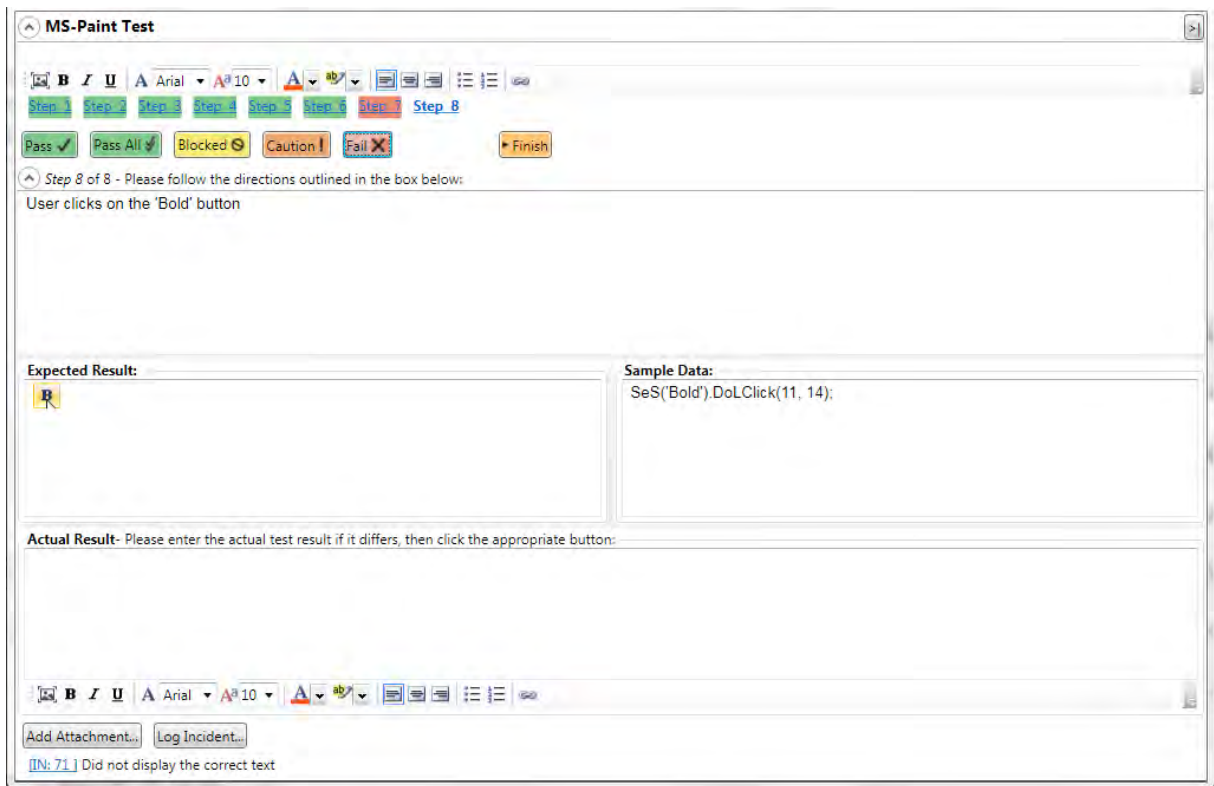 MS-Paint Test
B I U A Arial Aa 10 A ab
Step 1 Step 2 Step 3 Step 4 Step 5 Step 6 Step 7 Step 8
Pass Pass All Blocked Caution ! Fail Finish
Step 8 of 8 - Please follow the directions outlined in the box below:
User clicks on the 'Bold' button
Expected Result: Sample Data:
B SeS('Bold').DoLClick(11, 14);
Actual Result- Please enter the actual test result if it differs, then click the appropriate button:
B I U A Arial Aa 10 A ab
Add Attachment... Log Incident...
[IN: 71 ] Did not display the correct text